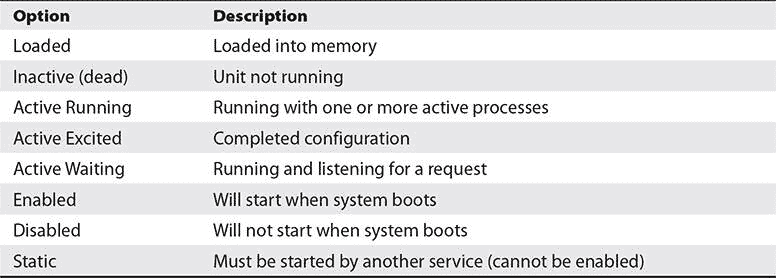 Option Description
Loaded Loaded into memory
Inactive (dead) Unit not running
Active Running Running with one or more active processes
Active Excited Completed configuration
Active Waiting Running and listening for a request
Enabled Will start when system boots
Disabled Will not start when system boots
Static Must be started by another service (cannot be enabled)